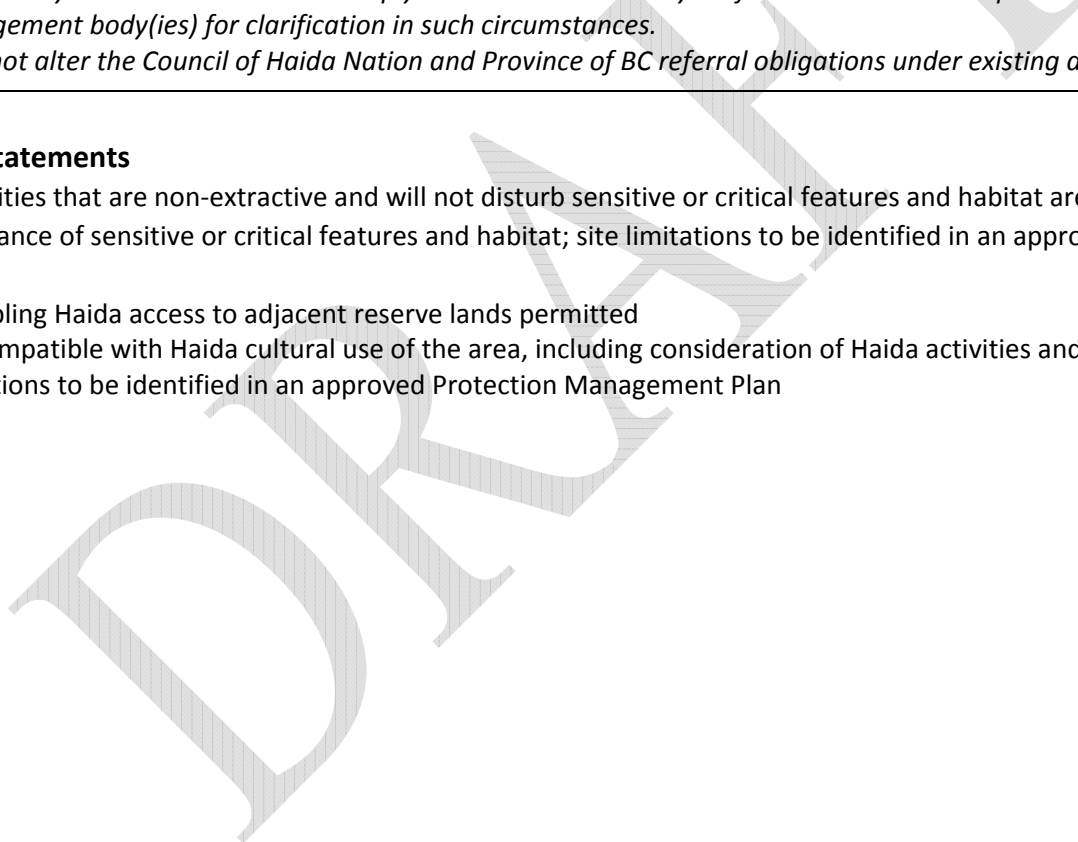 gement body(ies) for clarification in such circumstances.
not alter the Council of Haida Nation and Province of BC referral obligations under existing a
tatements
ities that are non-extractive and will not disturb sensitive or critical features and habitat are
ance of sensitive or critical features and habitat; site limitations to be identified in an appro
bling Haida access to adjacent reserve lands permitted
mpatible with Haida cultural use of the area, including consideration of Haida activities and
tions to be identified in an approved Protection Management Plan
DRAF